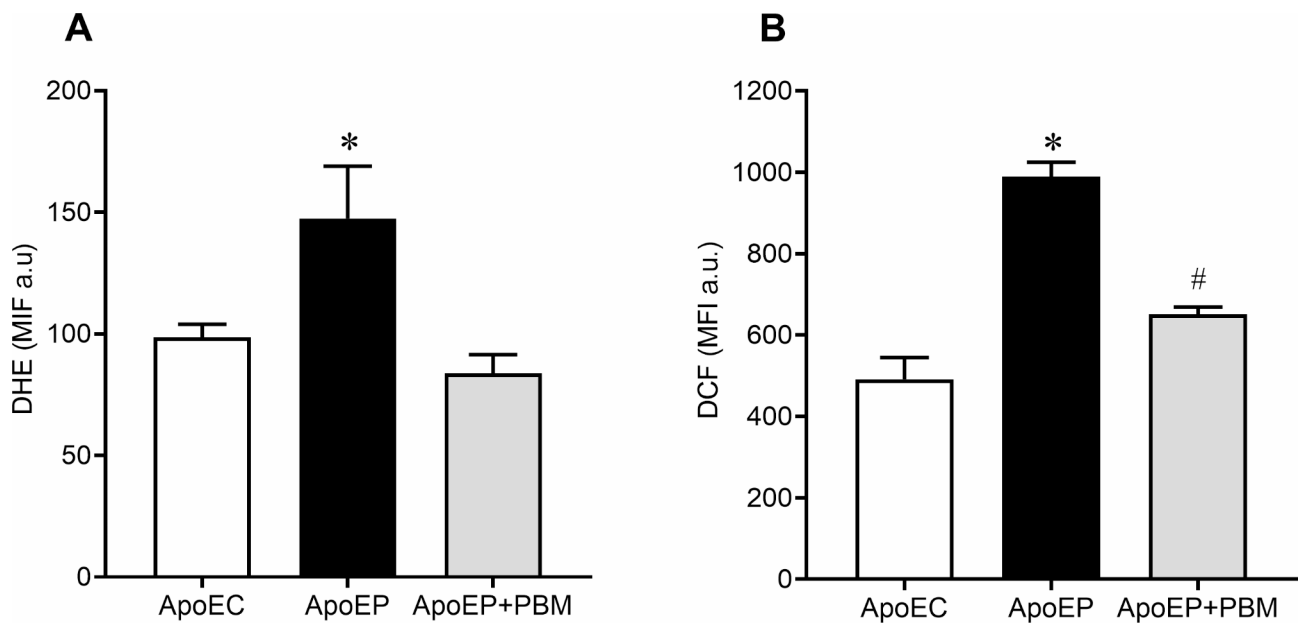 A
DHE (MIF a.u)
200
150
100
50
0
*
ApoEC
ApoEP
ApoEP+PBM
B
DCF (MFI a.u.)
1200
1000
800
600
400
200
0
*
#
ApoEC
ApoEP
ApoEP+PBM